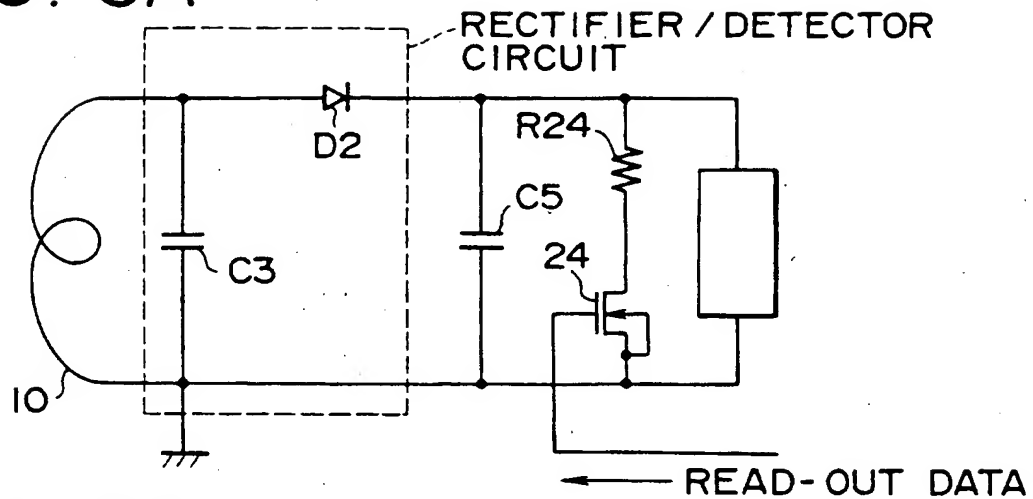 RECTIFIER / DETECTOR
CIRCUIT
D2
R24
C5
C3
24
10
READ-OUT DATA